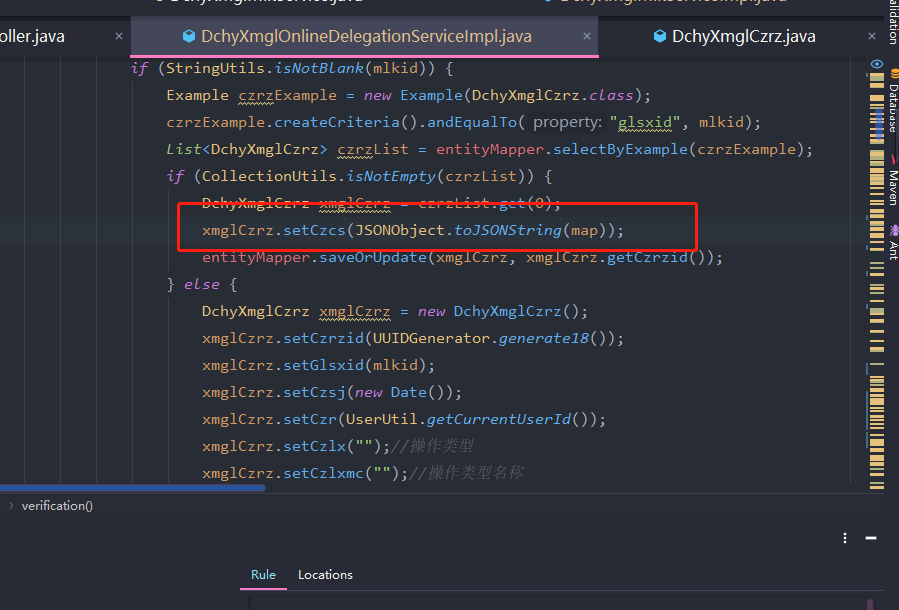 oller.java × DchyXmglOnlineDelegationServiceImpl.java × DchyXmglCzrz.java ×
if (StringUtils.isNotBlank(mlkid)) {
Example czrzExample = new Example(DchyXmglCzrz.class);
czrzExample.createCriteria().andEqualTo( property: "glsxid", mlkid);
List<DchyXmglCzrz> czrzList = entityMapper.selectByExample(czrzExample);
if (CollectionUtils.isNotEmpty(czrzList)) {
DchyXmglCzrz xmglCzrz = czrzList.get(0);
xmglCzrz.setCzcs(JSONObject.toJSONString(map));
entityMapper.saveOrUpdate(xmglCzrz, xmglCzrz.getCzrzid());
} else {
DchyXmglCzrz xmglCzrz = new DchyXmglCzrz();
xmglCzrz.setCzrzid(UUIDGenerator.generate18());
xmglCzrz.setGlsxid(mlkid);
xmglCzrz.setCzsj(new Date());
xmglCzrz.setCzr(UserUtil.getCurrentUserId());
xmglCzrz.setCzlx("");//操作类型
xmglCzrz.setCzlxmc("");//操作类型名称
verification()
Rule Locations
alidation
Database
Maven
Ant